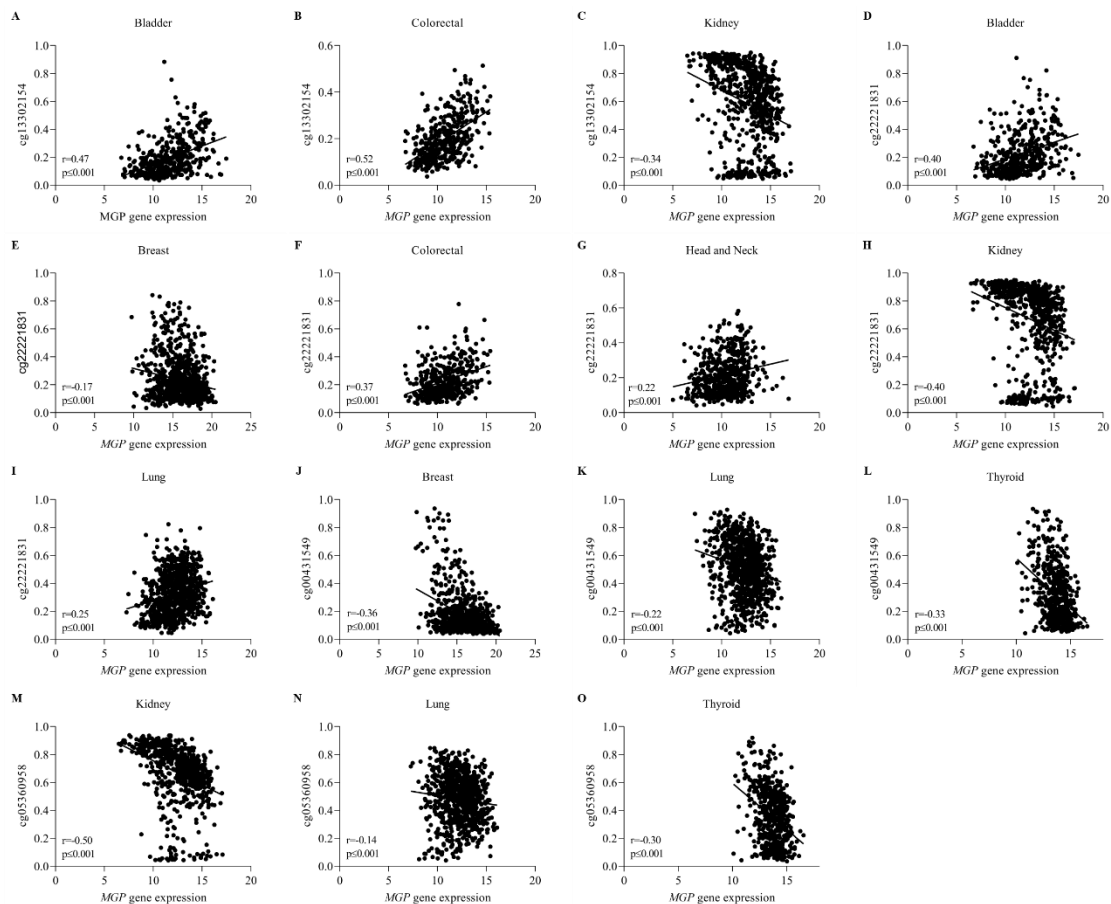 A
Bladder
cg13302154
1.0
0.8
0.6
0.4
0.2
0.0
r=0.47
p≤0.001
0 5 10 15 20
MGP gene expression
B
Colorectal
cg13302154
0.6
0.4
0.2
0.0
r=0.52
p≤0.001
0 5 10 15 20
MGP gene expression
C
Kidney
cg13302154
1.0
0.8
0.6
0.4
0.2
0.0
r=-0.34
p≤0.001
0 5 10 15 20
MGP gene expression
D
Bladder
cg22221831
1.0
0.8
0.6
0.4
0.2
0.0
r=0.40
p≤0.001
0 5 10 15 20
MGP gene expression
E
Breast
cg22221831
1.0
0.8
0.6
0.4
0.2
0.0
r=-0.17
p≤0.001
0 5 10 15 20 25
MGP gene expression
F
Colorectal
cg22221831
1.0
0.8
0.6
0.4
0.2
0.0
r=0.37
p≤0.001
0 5 10 15 20
MGP gene expression
G
Head and Neck
cg22221831
0.8
0.6
0.4
0.2
0.0
r=0.22
p≤0.001
0 5 10 15 20
MGP gene expression
H
Kidney
cg22221831
1.0
0.8
0.6
0.4
0.2
0.0
r=-0.40
p≤0.001
0 5 10 15 20
MGP gene expression
I
Lung
cg22221831
1.0
0.8
0.6
0.4
0.2
0.0
r=0.25
p≤0.001
0 5 10 15 20
MGP gene expression
J
Breast
cg00431549
1.0
0.8
0.6
0.4
0.2
0.0
r=-0.36
p≤0.001
0 5 10 15 20 25
MGP gene expression
K
Lung
cg00431549
1.0
0.8
0.6
0.4
0.2
0.0
r=-0.22
p≤0.001
0 5 10 15 20
MGP gene expression
L
Thyroid
cg00431549
1.0
0.8
0.6
0.4
0.2
0.0
r=-0.33
p≤0.001
0 5 10 15
MGP gene expression
M
Kidney
cg05360958
1.0
0.8
0.6
0.4
0.2
0.0
r=-0.50
p≤0.001
0 5 10 15 20
MGP gene expression
N
Lung
cg05360958
1.0
0.8
0.6
0.4
0.2
0.0
r=-0.14
p≤0.001
0 5 10 15 20
MGP gene expression
O
Thyroid
cg05360958
1.0
0.8
0.6
0.4
0.2
0.0
r=-0.30
p≤0.001
0 5 10 15
MGP gene expression